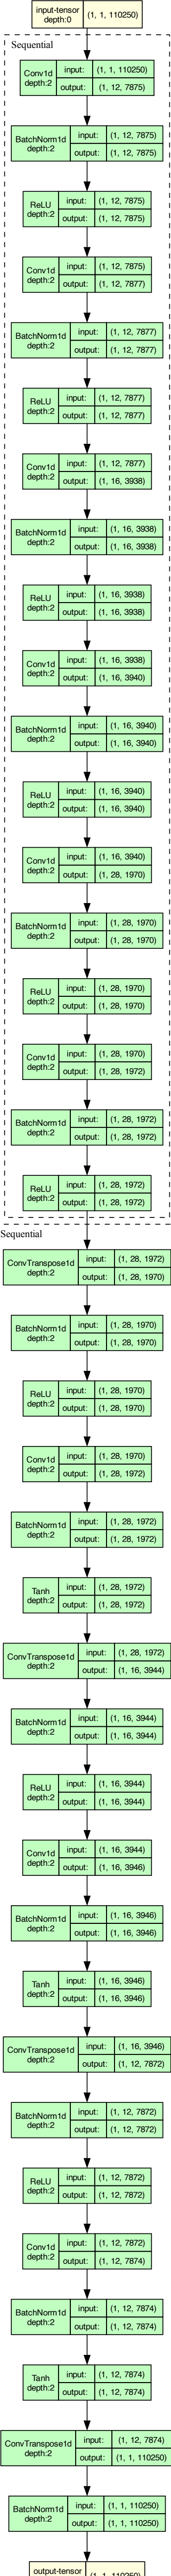 input-tensor
depth:0
(1, 1, 110250)
Sequential
Conv1d
depth:2
input:
(1, 1, 110250)
output:
(1, 12, 7875)
BatchNorm1d
depth:2
input:
(1, 12, 7875)
output:
(1, 12, 7875)
ReLU
depth:2
input:
(1, 12, 7875)
output:
(1, 12, 7875)
Conv1d
depth:2
input:
(1, 12, 7875)
output:
(1, 12, 7877)
BatchNorm1d
depth:2
input:
(1, 12, 7877)
output:
(1, 12, 7877)
ReLU
depth:2
input:
(1, 12, 7877)
output:
(1, 12, 7877)
Conv1d
depth:2
input:
(1, 12, 7877)
output:
(1, 16, 3938)
BatchNorm1d
depth:2
input:
(1, 16, 3938)
output:
(1, 16, 3938)
ReLU
depth:2
input:
(1, 16, 3938)
output:
(1, 16, 3938)
Conv1d
depth:2
input:
(1, 16, 3938)
output:
(1, 16, 3940)
BatchNorm1d
depth:2
input:
(1, 16, 3940)
output:
(1, 16, 3940)
ReLU
depth:2
input:
(1, 16, 3940)
output:
(1, 16, 3940)
Conv1d
depth:2
input:
(1, 16, 3940)
output:
(1, 28, 1970)
BatchNorm1d
depth:2
input:
(1, 28, 1970)
output:
(1, 28, 1970)
ReLU
depth:2
input:
(1, 28, 1970)
output:
(1, 28, 1970)
Conv1d
depth:2
input:
(1, 28, 1970)
output:
(1, 28, 1972)
BatchNorm1d
depth:2
input:
(1, 28, 1972)
output:
(1, 28, 1972)
ReLU
depth:2
input:
(1, 28, 1972)
output:
(1, 28, 1972)
Sequential
ConvTranspose1d
depth:2
input:
(1, 28, 1972)
output:
(1, 28, 1970)
BatchNorm1d
depth:2
input:
(1, 28, 1970)
output:
(1, 28, 1970)
ReLU
depth:2
input:
(1, 28, 1970)
output:
(1, 28, 1970)
Conv1d
depth:2
input:
(1, 28, 1970)
output:
(1, 28, 1972)
BatchNorm1d
depth:2
input:
(1, 28, 1972)
output:
(1, 28, 1972)
Tanh
depth:2
input:
(1, 28, 1972)
output:
(1, 28, 1972)
ConvTranspose1d
depth:2
input:
(1, 28, 1972)
output:
(1, 16, 3944)
BatchNorm1d
depth:2
input:
(1, 16, 3944)
output:
(1, 16, 3944)
ReLU
depth:2
input:
(1, 16, 3944)
output:
(1, 16, 3944)
Conv1d
depth:2
input:
(1, 16, 3944)
output:
(1, 16, 3946)
BatchNorm1d
depth:2
input:
(1, 16, 3946)
output:
(1, 16, 3946)
Tanh
depth:2
input:
(1, 16, 3946)
output:
(1, 16, 3946)
ConvTranspose1d
depth:2
input:
(1, 16, 3946)
output:
(1, 12, 7872)
BatchNorm1d
depth:2
input:
(1, 12, 7872)
output:
(1, 12, 7872)
ReLU
depth:2
input:
(1, 12, 7872)
output:
(1, 12, 7872)
Conv1d
depth:2
input:
(1, 12, 7872)
output:
(1, 12, 7874)
BatchNorm1d
depth:2
input:
(1, 12, 7874)
output:
(1, 12, 7874)
Tanh
depth:2
input:
(1, 12, 7874)
output:
(1, 12, 7874)
ConvTranspose1d
depth:2
input:
(1, 12, 7874)
output:
(1, 1, 110250)
BatchNorm1d
depth:2
input:
(1, 1, 110250)
output:
(1, 1, 110250)
output-tensor
(1, 1, 110250)